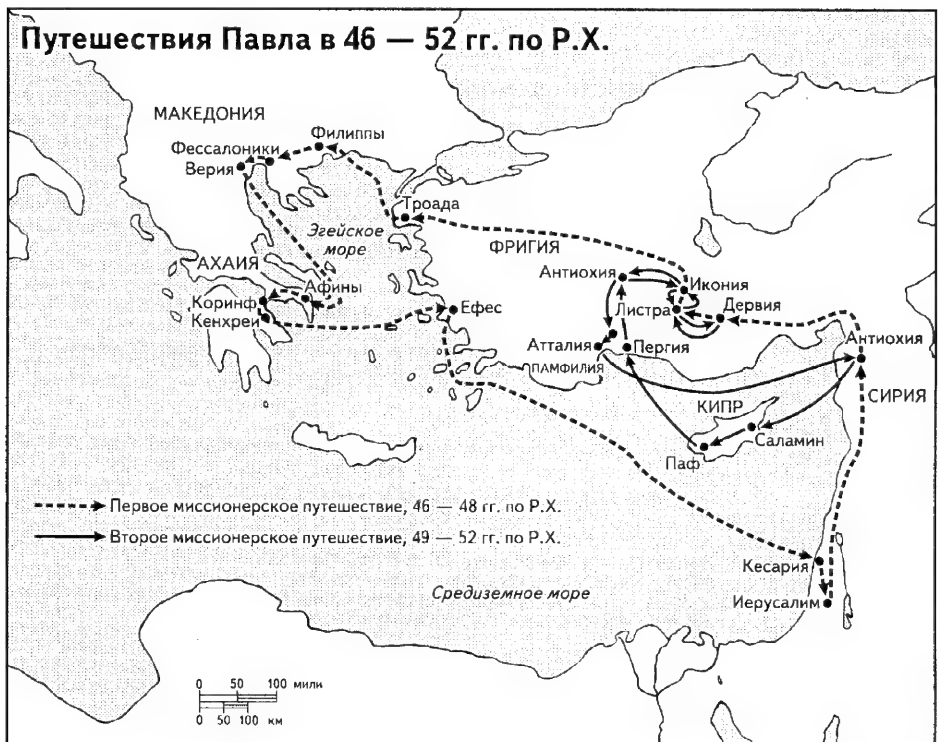 Путешествия Павла в 46 — 52 гг. по Р.Х.
МАКЕДОНИЯ
Филиппы
Фессалоники
Верия
Троада
Эгейское
море
ФРИГИЯ
АХАИЯ
Афины
Антиохия
Икония
Коринф
Кенхреи
Ефес
Листра
Дервия
Атталия
Пергия
Антиохия
ПАМФИЛИЯ
КИПР
СИРИЯ
Саламин
Паф
Первое миссионерское путешествие, 46 — 48 гг. по Р.Х.
Второе миссионерское путешествие, 49 — 52 гг. по Р.Х.
Кесария
Средиземное море
Иерусалим
0 50 100 мили
0 50 100 км